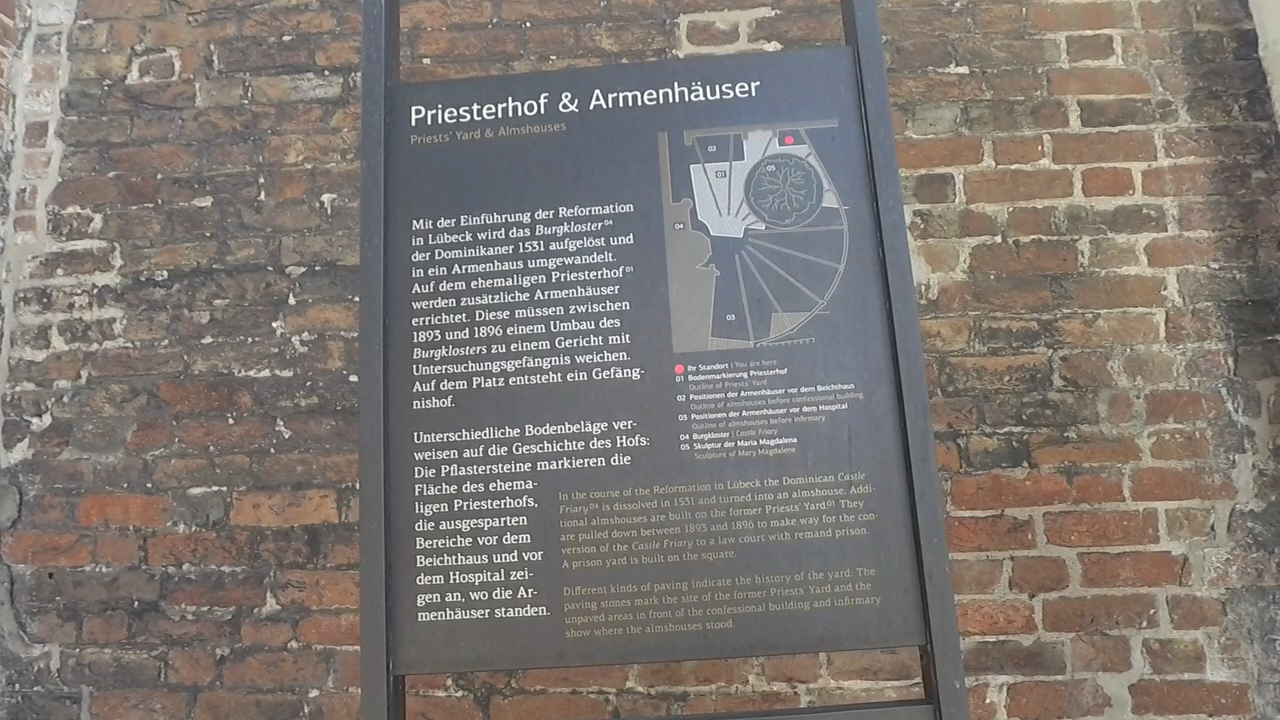 Priesterhof & Armenhäuser
Priests' Yard & Almshouses
Mit der Einführung der Reformation
in Lübeck wird das Burgkloster04
der Dominikaner 1531 aufgelöst und
in ein Armenhaus umgewandelt.
Auf dem ehemaligen Priesterhof01
werden zusätzliche Armenhäuser
errichtet. Diese müssen zwischen
1893 und 1896 einem Umbau des
Burgklosters zu einem Gericht mit
Untersuchungsgefängnis weichen.
Auf dem Platz entsteht ein Gefäng-
nishof.
Unterschiedliche Bodenbeläge ver-
weisen auf die Geschichte des Hofs:
Die Pflastersteine markieren die
Fläche des ehema-
ligen Priesterhofs,
die ausgesparten
Bereiche vor dem
Beichthaus und vor
dem Hospital zei-
gen an, wo die Ar-
menhäuser standen.
02
01
05
04
03
Ihr Standort | You are here
01 Bodenmarkierung Priesterhof
Outline of Priests' Yard
02 Positionen der Armenhäuser vor dem Beichthaus
Outline of almshouses before confessional building
03 Positionen der Armenhäuser vor dem Hospital
Outline of almshouses before infirmary
04 Burgkloster | Castle Friary
05 Skulptur der Maria Magdalena
Sculpture of Mary Magdalene
In the course of the Reformation in Lübeck the Dominican Castle
Friary04 is dissolved in 1531 and turned into an almshouse. Addi-
tional almshouses are built on the former Priests' Yard01 They
are pulled down between 1893 and 1896 to make way for the con-
version of the Castle Friary to a law court with remand prison.
A prison yard is built on the square.
Different kinds of paving indicate the history of the yard: The
paving stones mark the site of the former Priests' Yard and the
unpaved areas in front of the confessional building and infirmary
show where the almshouses stood.